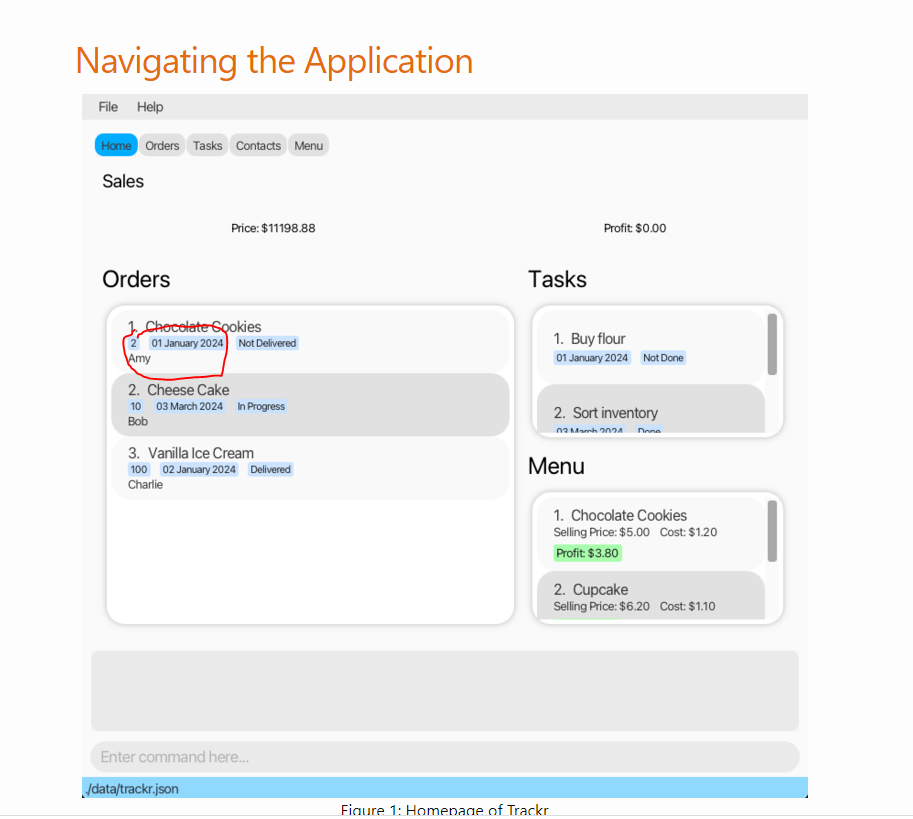 Navigating the Application
File Help
Home Orders Tasks Contacts Menu
Sales
Price: $11198.88 Profit: $0.00
Orders
1. Chocolate Cookies
2 01 January 2024 Not Delivered
Amy
2. Cheese Cake
10 03 March 2024 In Progress
Bob
3. Vanilla Ice Cream
100 02 January 2024 Delivered
Charlie
Tasks
1. Buy flour
01 January 2024 Not Done
2. Sort inventory
03 March 2024 Done
Menu
1. Chocolate Cookies
Selling Price: $5.00 Cost: $1.20
Profit: $3.80
2. Cupcake
Selling Price: $6.20 Cost: $1.10
Enter command here...
./data/trackr.json
Figure 1: Homepage of Trackr